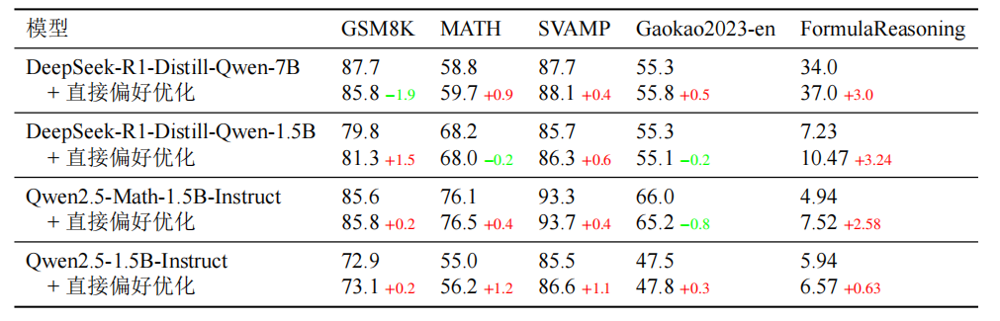 模型 GSM8K MATH SVAMP Gaokao2023-en FormulaReasoning
DeepSeek-R1-Distill-Qwen-7B 87.7 58.8 87.7 55.3 34.0
+ 直接偏好优化 85.8 −1.9 59.7 +0.9 88.1 +0.4 55.8 +0.5 37.0 +3.0
DeepSeek-R1-Distill-Qwen-1.5B 79.8 68.2 85.7 55.3 7.23
+ 直接偏好优化 81.3 +1.5 68.0 −0.2 86.3 +0.6 55.1 −0.2 10.47 +3.24
Qwen2.5-Math-1.5B-Instruct 85.6 76.1 93.3 66.0 4.94
+ 直接偏好优化 85.8 +0.2 76.5 +0.4 93.7 +0.4 65.2 −0.8 7.52 +2.58
Qwen2.5-1.5B-Instruct 72.9 55.0 85.5 47.5 5.94
+ 直接偏好优化 73.1 +0.2 56.2 +1.2 86.6 +1.1 47.8 +0.3 6.57 +0.63